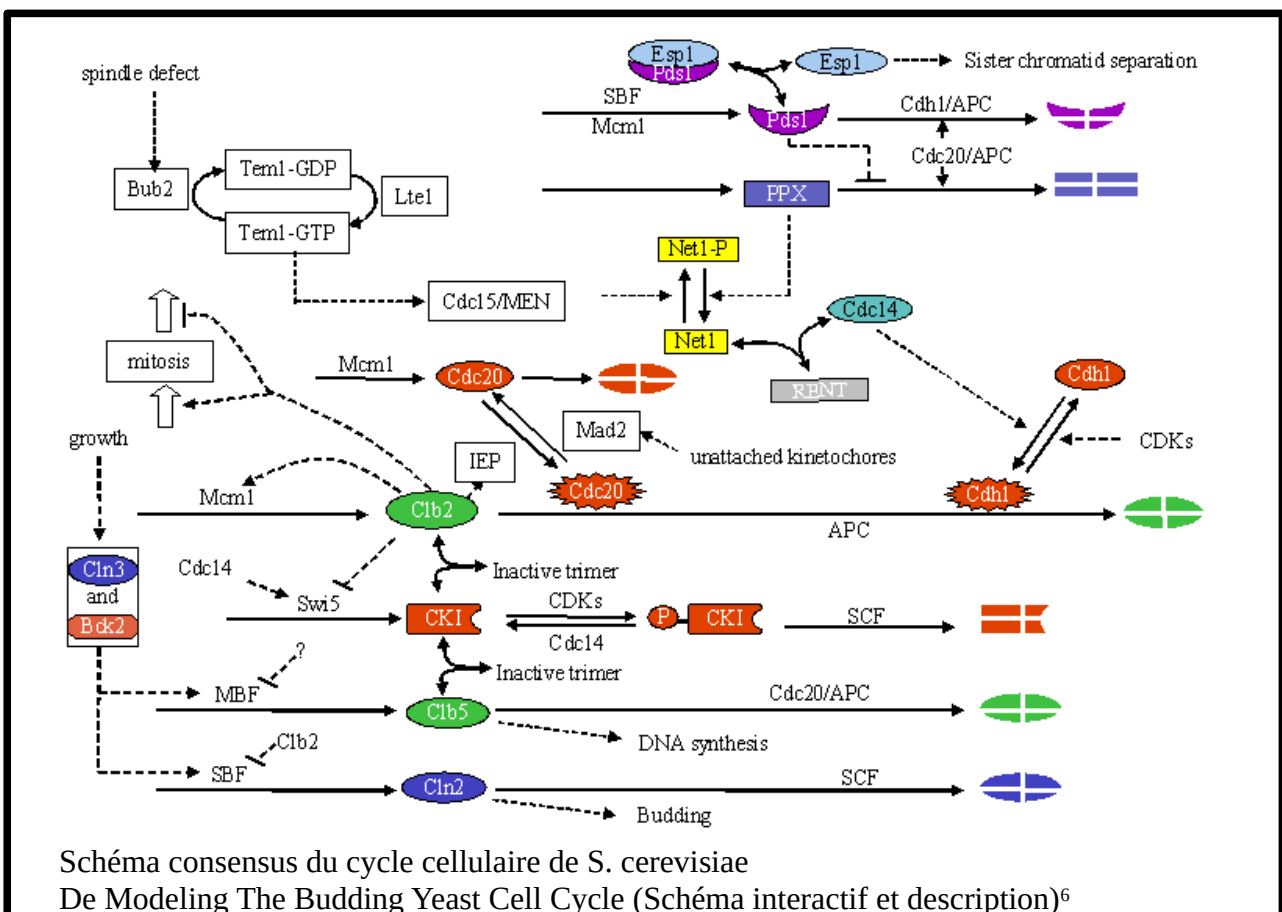 Esp1
Pds1
Esp1
Sister chromatid separation
spindle defect
SBF
Mcm1
Pds1
Cdh1/APC
Cdc20/APC
Bub2
Tem1-GDP
Lte1
Tem1-GTP
PPX
Net1-P
Cdc15/MEN
Cdc14
Net1
RENT
mitosis
Mcm1
Cdc20
Cdh1
Mad2
unattached kinetochores
CDKs
growth
IEP
Cdc20
Cdh1
Mcm1
Clb2
APC
Cln3
and
Bck2
Cdc14
Swi5
Inactive trimer
CKI
CDKs
Cdc14
P
CKI
SCF
?
Inactive trimer
MBF
Clb5
Cdc20/APC
DNA synthesis
Clb2
SBF
Cln2
SCF
Budding
Schéma consensus du cycle cellulaire de S. cerevisiae
De Modeling The Budding Yeast Cell Cycle (Schéma interactif et description)⁶